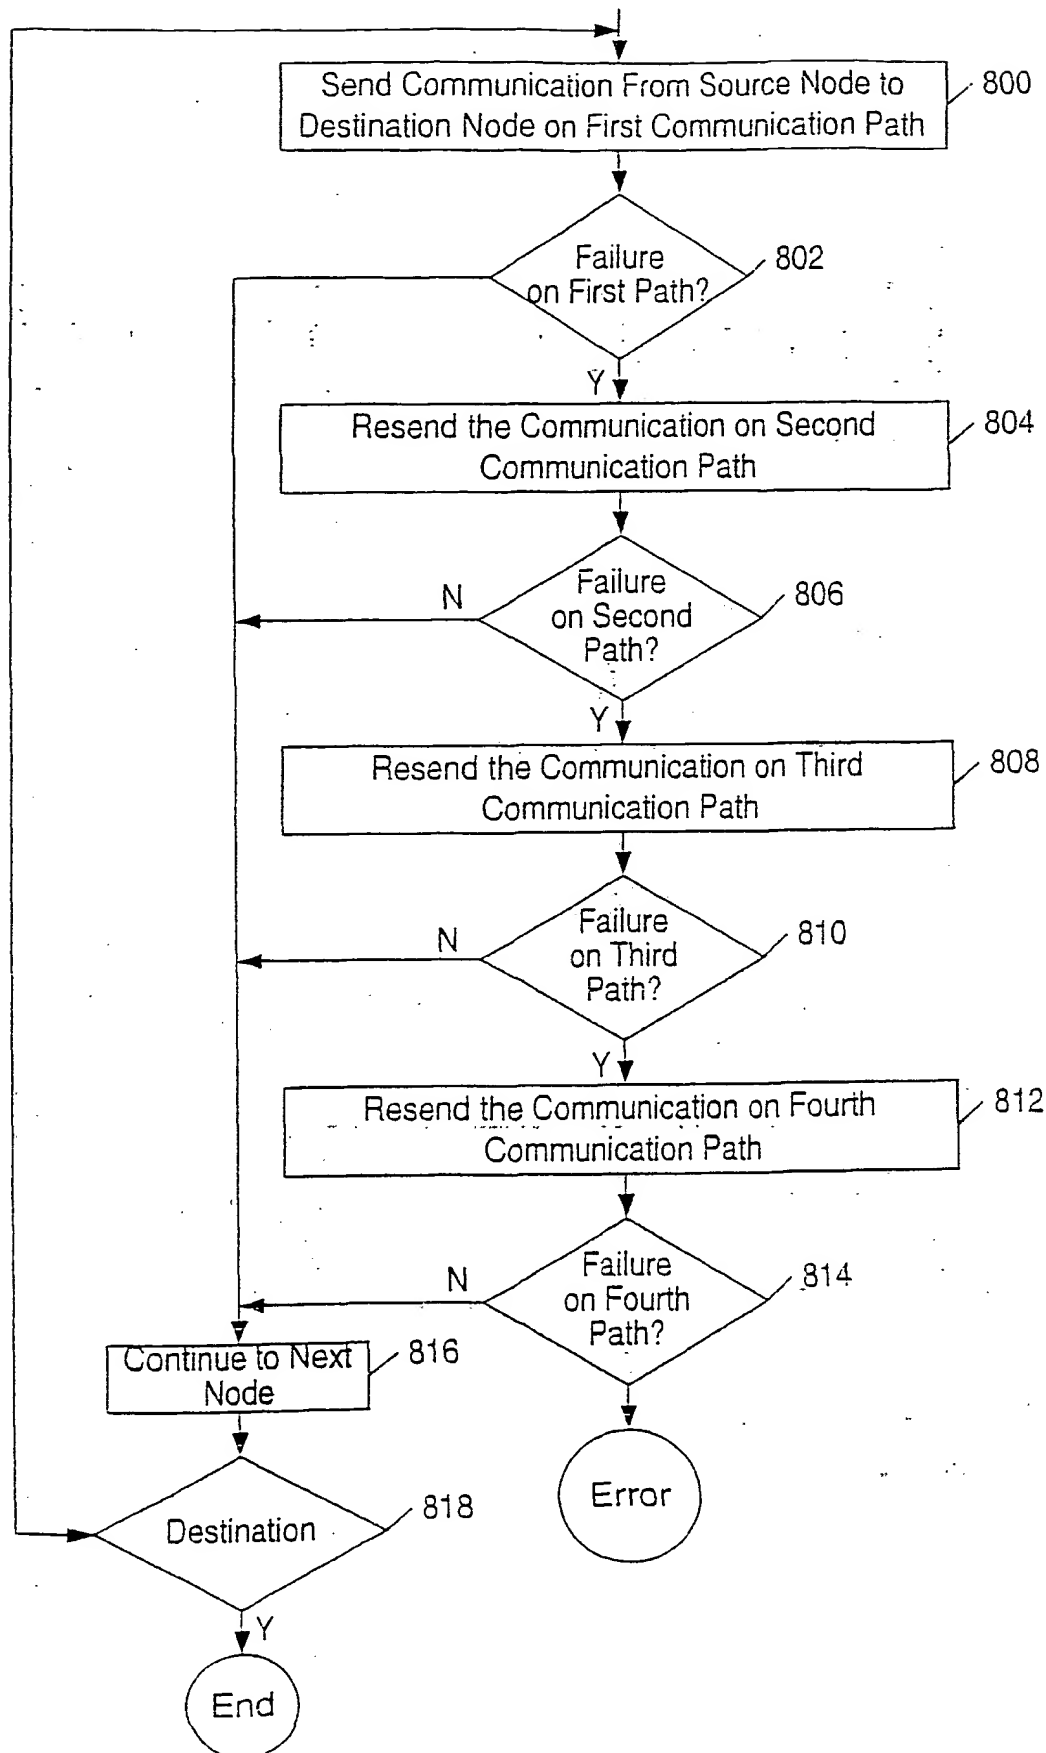 Send Communication From Source Node to
Destination Node on First Communication Path
800
Failure
on First Path?
802
Y
Resend the Communication on Second
Communication Path
804
Failure
on Second
Path?
806
N
Y
Resend the Communication on Third
Communication Path
808
Failure
on Third
Path?
810
N
Y
Resend the Communication on Fourth
Communication Path
812
Failure
on Fourth
Path?
814
N
Continue to Next
Node
816
Error
Destination
818
Y
End